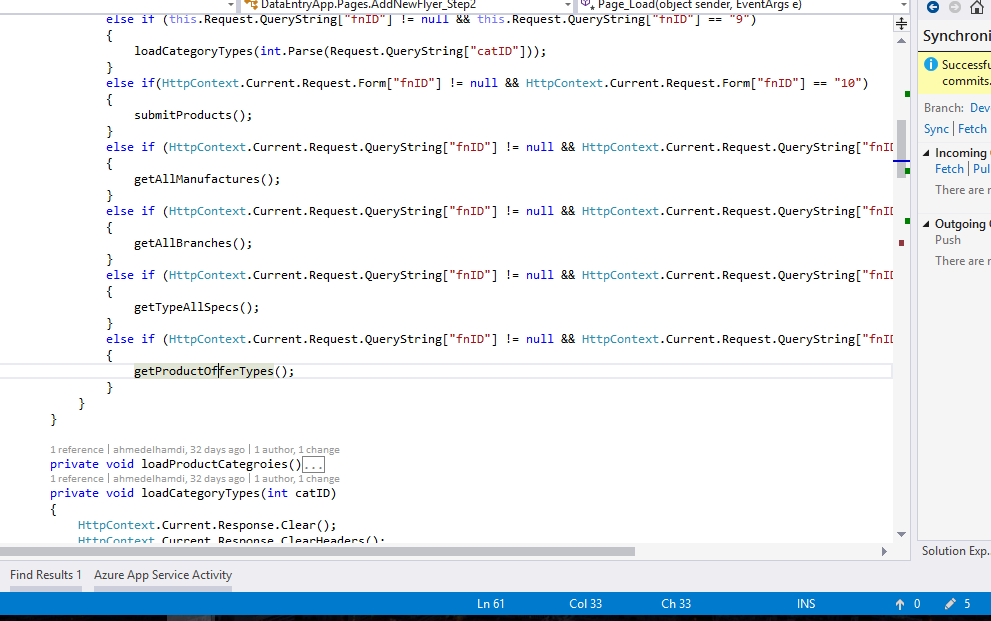 DataEntryApp.Pages.AddNewFlyer_Step2
Page_Load(object sender, EventArgs e)
else if (this.Request.QueryString["fnID"] != null && this.Request.QueryString["fnID"] == "9")
{
loadCategoryTypes(int.Parse(Request.QueryString["catID"]));
}
else if(HttpContext.Current.Request.Form["fnID"] != null && HttpContext.Current.Request.Form["fnID"] == "10")
{
submitProducts();
}
else if (HttpContext.Current.Request.QueryString["fnID"] != null && HttpContext.Current.Request.QueryString["fnID
{
getAllManufactures();
}
else if (HttpContext.Current.Request.QueryString["fnID"] != null && HttpContext.Current.Request.QueryString["fnID
{
getAllBranches();
}
else if (HttpContext.Current.Request.QueryString["fnID"] != null && HttpContext.Current.Request.QueryString["fnID
{
getTypeAllSpecs();
}
else if (HttpContext.Current.Request.QueryString["fnID"] != null && HttpContext.Current.Request.QueryString["fnID
{
getProductOfferTypes();
}
}
}
1 reference | ahmedelhamdi, 32 days ago | 1 author, 1 change
private void loadProductCategroies()...
1 reference | ahmedelhamdi, 32 days ago | 1 author, 1 change
private void loadCategoryTypes(int catID)
{
HttpContext.Current.Response.Clear();
HttpContext.Current.Response.ClearHeaders();
Synchroni
Successfu
commits.
Branch: Dev
Sync | Fetch
Incoming
Fetch | Pul
There are n
Outgoing
Push
There are n
Solution Exp...
Find Results 1 Azure App Service Activity
Ln 61 Col 33 Ch 33 INS 0 5